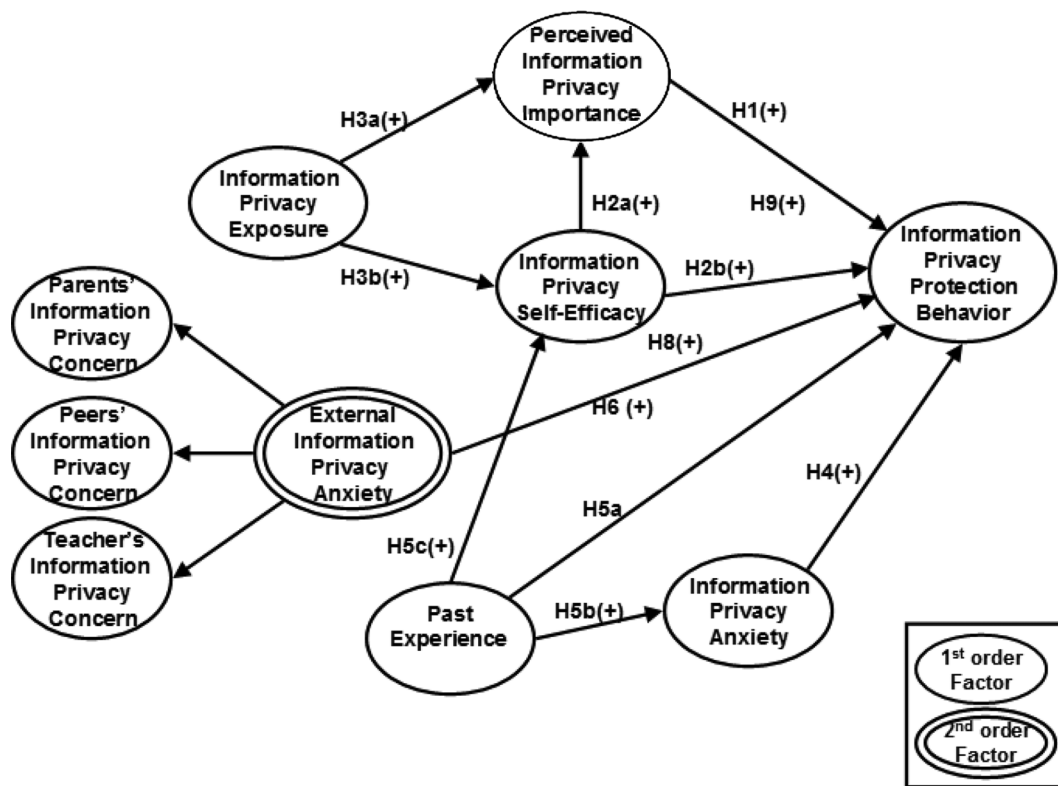 Perceived
Information
Privacy
Importance
H3a(+)
H1(+)
Information
Privacy
Exposure
H2a(+)
H9(+)
H3b(+)
Information
Privacy
Self-Efficacy
H2b(+)
Information
Privacy
Protection
Behavior
Parents'
Information
Privacy
Concern
H8(+)
Peers'
Information
Privacy
Concern
External
Information
Privacy
Anxiety
H6 (+)
H4(+)
H5a
Teacher's
Information
Privacy
Concern
H5c(+)
Past
Experience
H5b(+)
Information
Privacy
Anxiety
1st order
Factor
2nd order
Factor